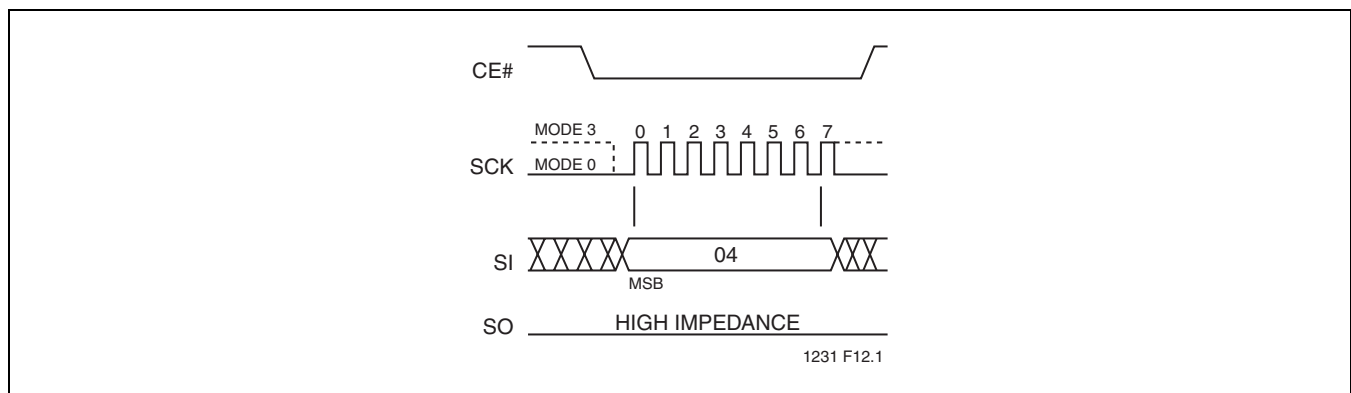 CE#
MODE 3 0 1 2 3 4 5 6 7
SCK MODE 0
SI 04
MSB
SO HIGH IMPEDANCE
1231 F12.1